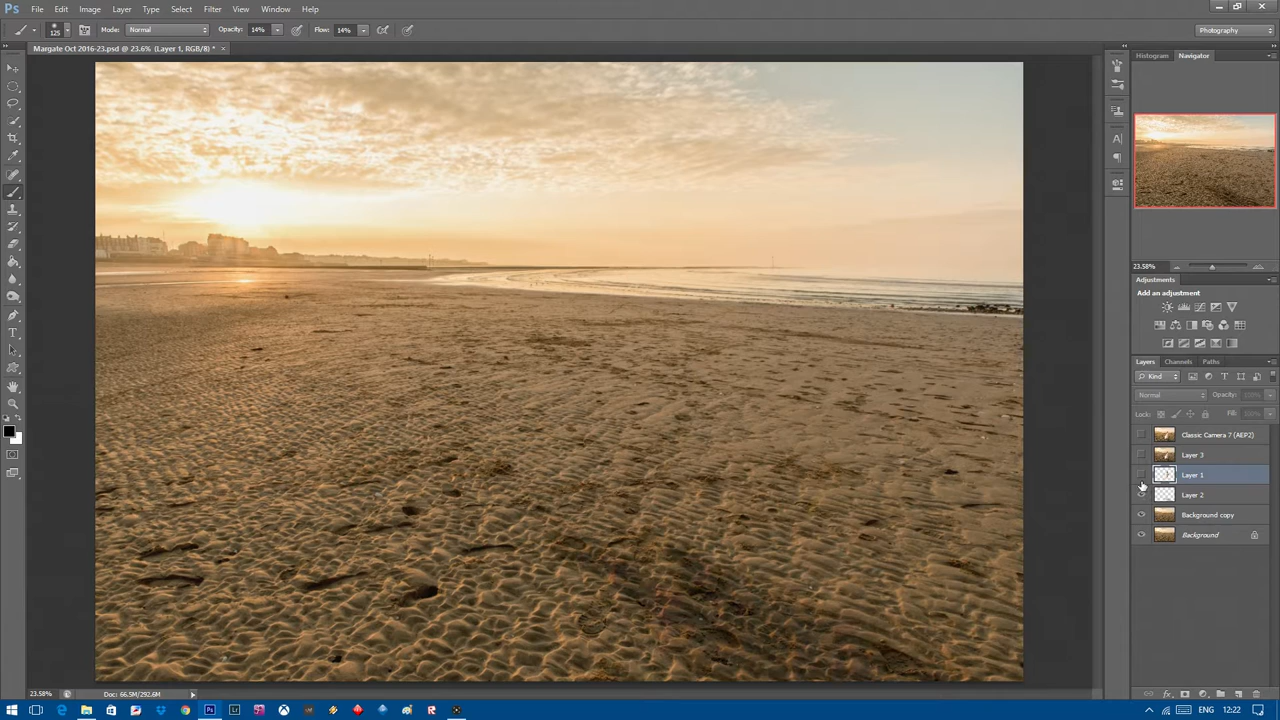 Ps File Edit Image Layer Type Select Filter View Window Help
125 Mode: Normal Opacity: 14% Flow: 14% Photography
Margate Oct 2016-23.psd @ 23.6% (Layer 1, RGB/8) * ×
Histogram Navigator
23.58%
Adjustments
Add an adjustment
Layers Channels Paths
Kind
Normal Opacity: 100%
Lock: Fill: 100%
Classic Camera 7 (AEP2)
Layer 3
Layer 1
Layer 2
Background copy
Background
23.58% Doc: 66.5M/292.6M
ENG 12:22